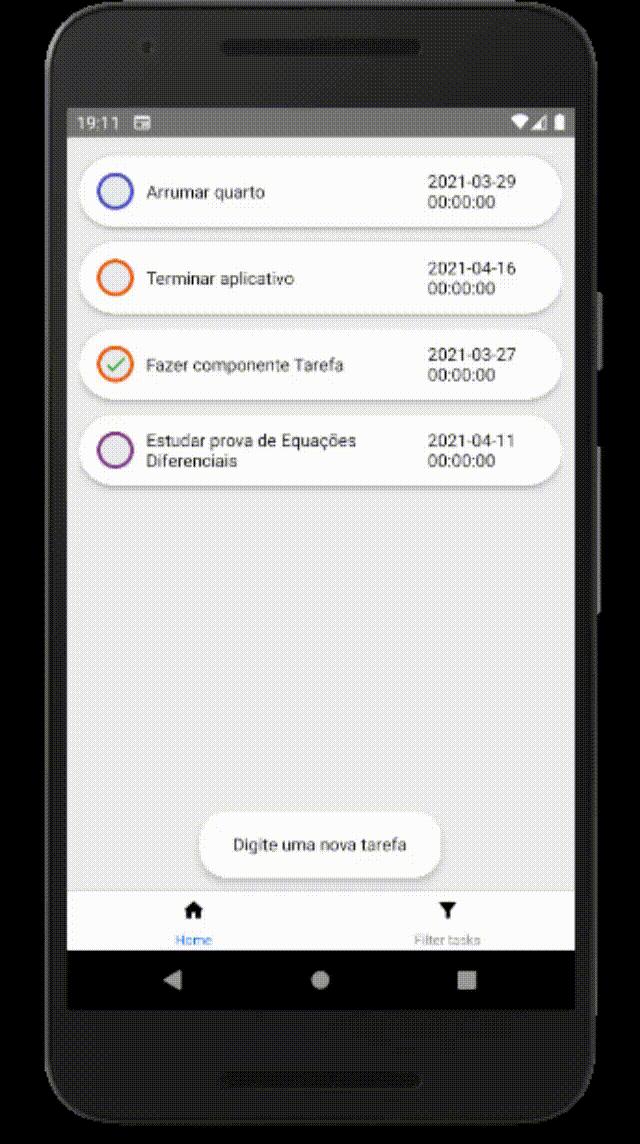 19:11
Arrumar quarto
2021-03-29
00:00:00
Terminar aplicativo
2021-04-16
00:00:00
Fazer componente Tarefa
2021-03-27
00:00:00
Estudar prova de Equações
Diferenciais
2021-04-11
00:00:00
Digite uma nova tarefa
Home
Filter tasks